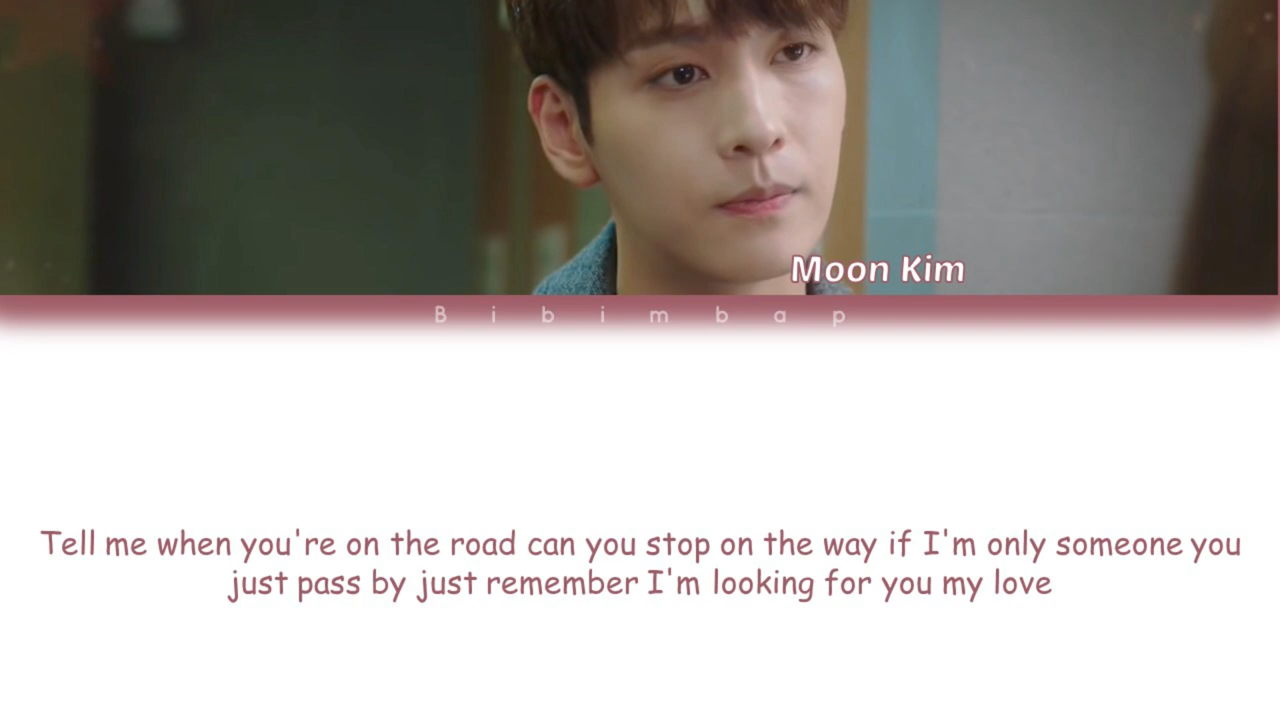 Moon Kim
Bibimbap
Tell me when you're on the road can you stop on the way if I'm only someone you
just pass by just remember I'm looking for you my love